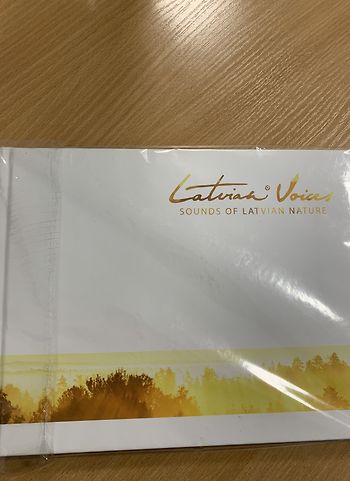 Latvian® Voices
SOUNDS OF LATVIAN NATURE